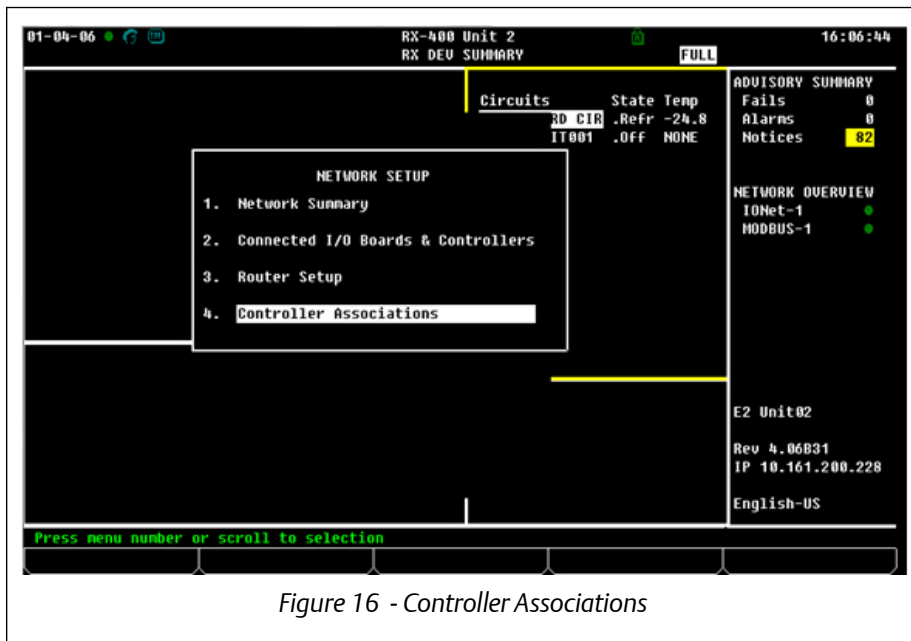 01-04-06 RX-400 Unit 2 16:06:44
RX DEV SUMMARY FULL
Circuits State Temp
RD CIR .Refr -24.8
IT001 .Off NONE
NETWORK SETUP
1. Network Summary
2. Connected I/O Boards & Controllers
3. Router Setup
4. Controller Associations
ADVISORY SUMMARY
Fails 0
Alarms 0
Notices 82
NETWORK OVERVIEW
IONet-1
MODBUS-1
E2 Unit02
Rev 4.06B31
IP 10.161.200.228
English-US
Press menu number or scroll to selection
Figure 16 - Controller Associations